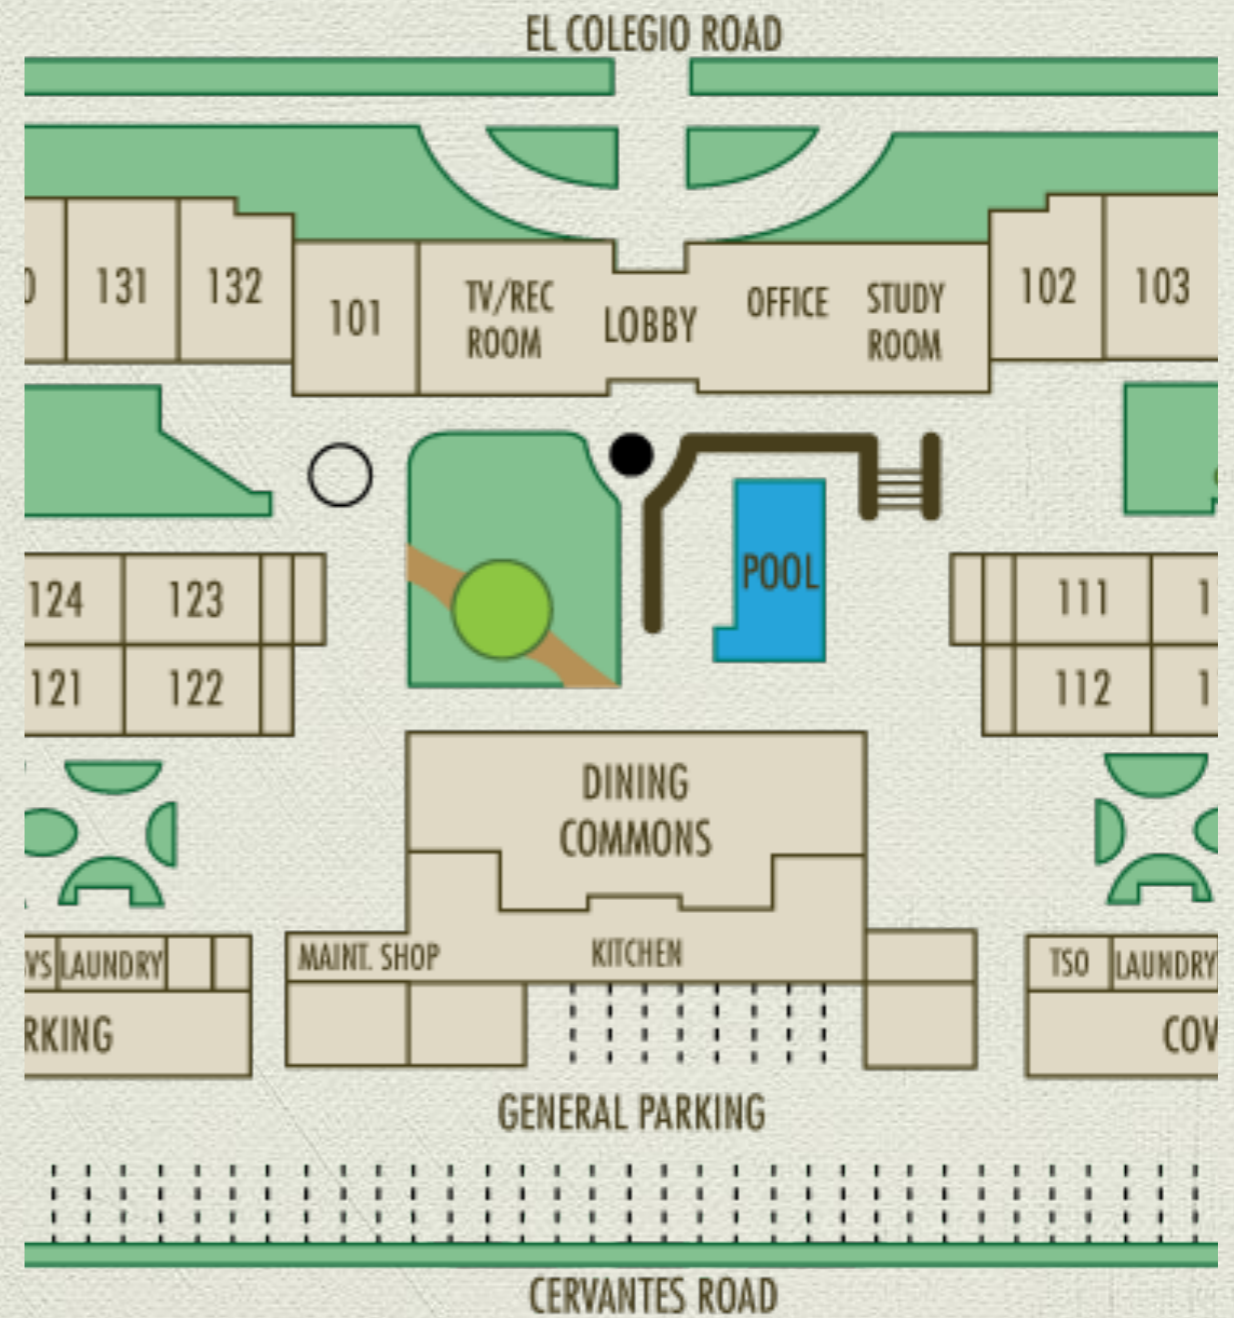 EL COLEGIO ROAD
131
132
101
TV/REC
ROOM
LOBBY
OFFICE
STUDY
ROOM
102
103
POOL
124
123
111
121
122
112
DINING
COMMONS
LAUNDRY
MAINT. SHOP
KITCHEN
TSO
LAUNDRY
GENERAL PARKING
CERVANTES ROAD